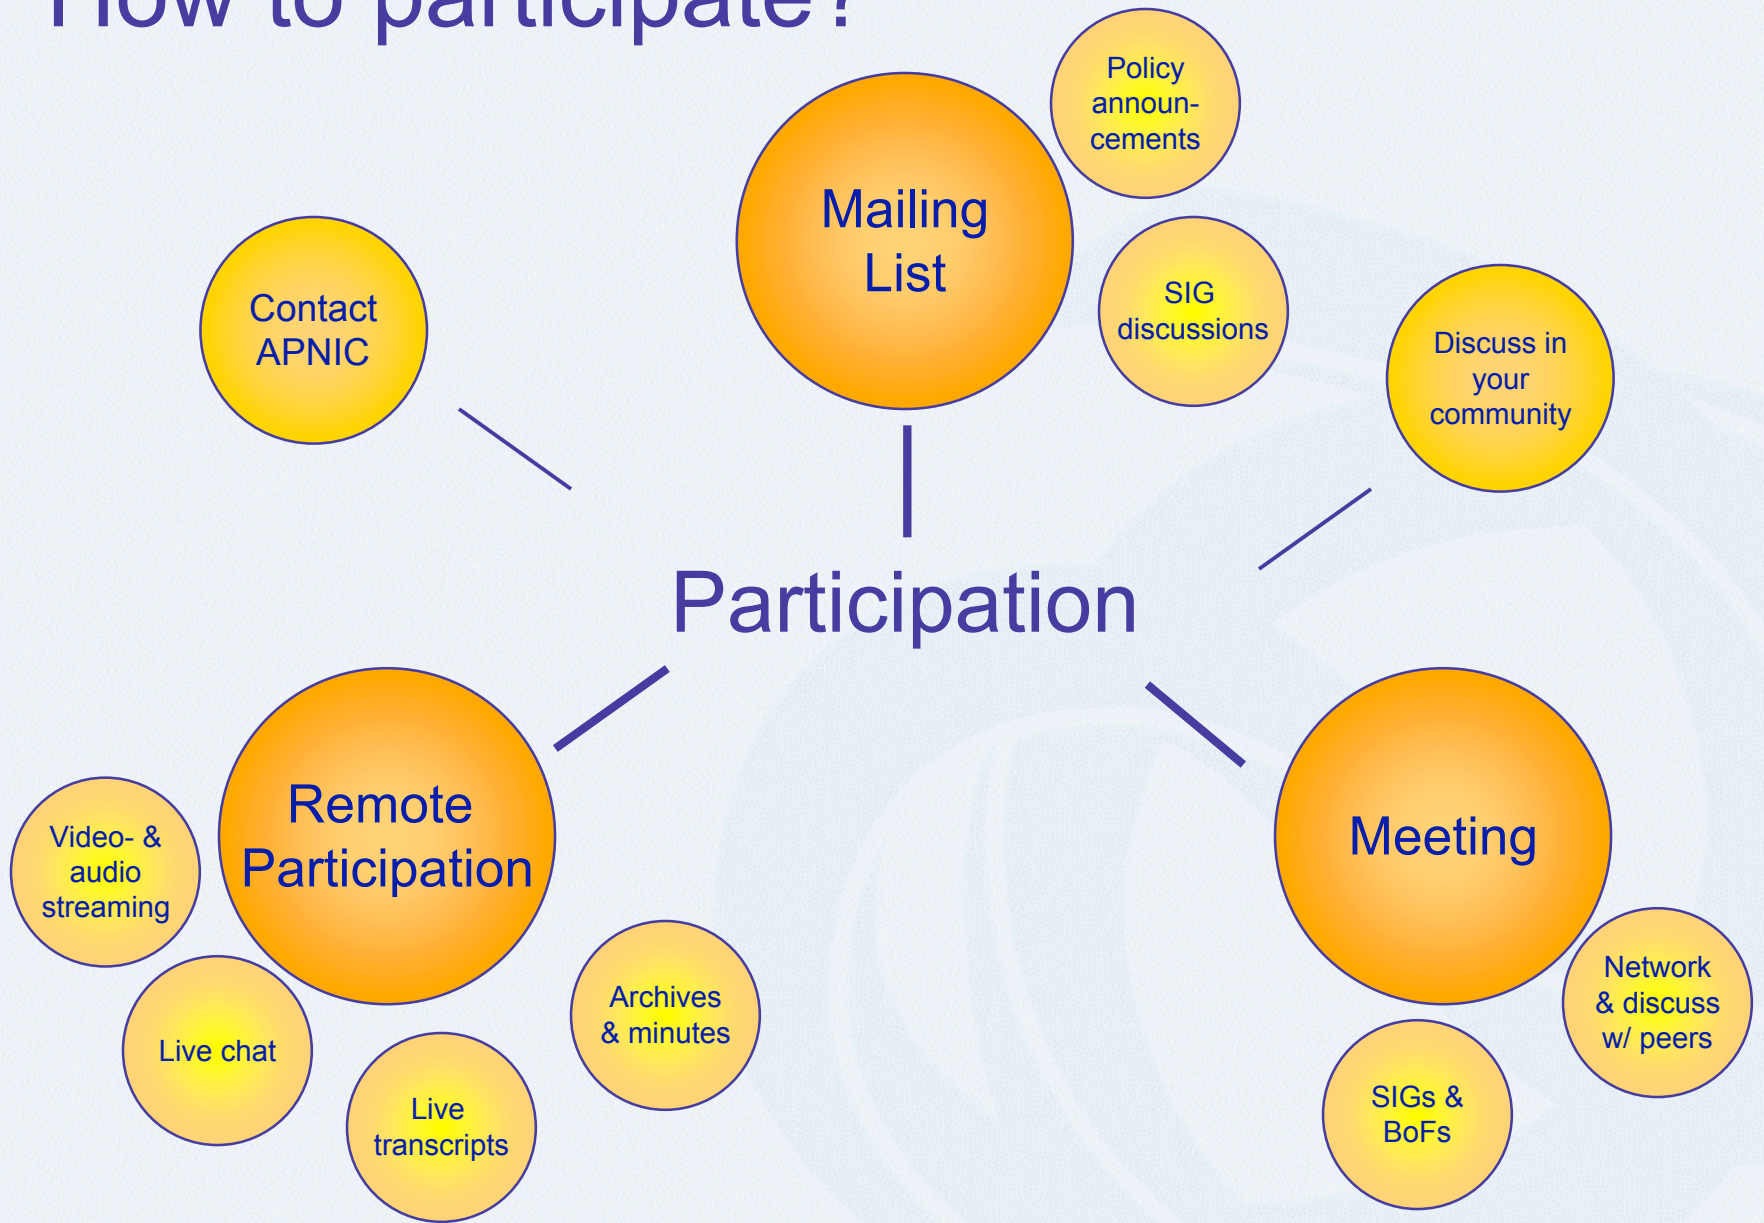 How to participate?
Policy
announ-
cements
Mailing
List
SIG
discussions
Contact
APNIC
Discuss in
your
community
Participation
Remote
Participation
Video- &
audio
streaming
Live chat
Live
transcripts
Archives
& minutes
Meeting
Network
& discuss
w/ peers
SIGs &
BoFs